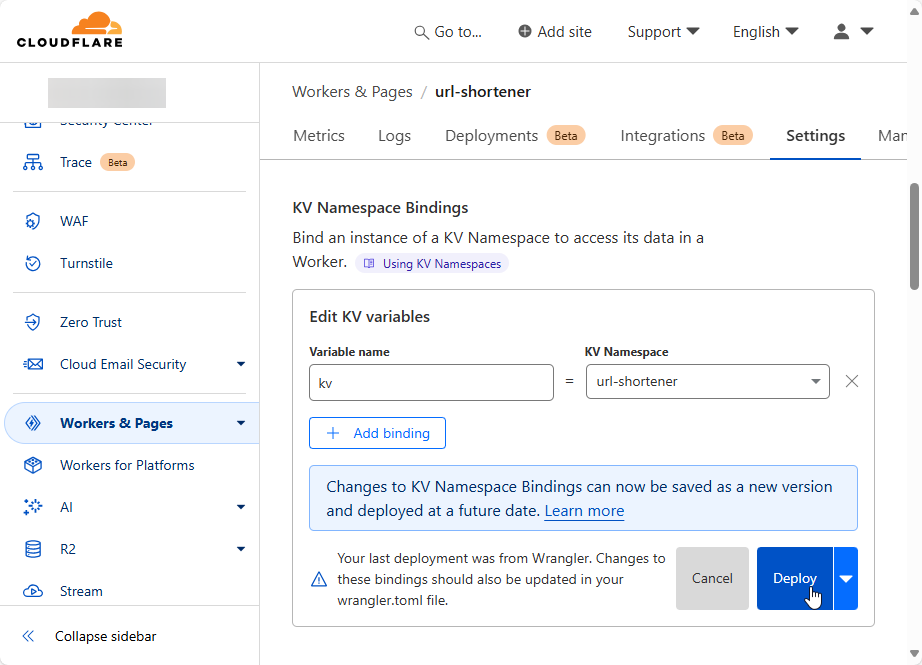 CLOUDFLARE
Go to...
Add site
Support
English
Security Center
Trace Beta
WAF
Turnstile
Zero Trust
Cloud Email Security
Workers & Pages
Workers for Platforms
AI
R2
Stream
Collapse sidebar
Workers & Pages / url-shortener
Metrics
Logs
Deployments Beta
Integrations Beta
Settings
Man
KV Namespace Bindings
Bind an instance of a KV Namespace to access its data in a
Worker. Using KV Namespaces
Edit KV variables
Variable name
KV Namespace
kv = url-shortener
Add binding
Changes to KV Namespace Bindings can now be saved as a new version
and deployed at a future date. Learn more
Your last deployment was from Wrangler. Changes to
these bindings should also be updated in your
wrangler.toml file.
Cancel
Deploy